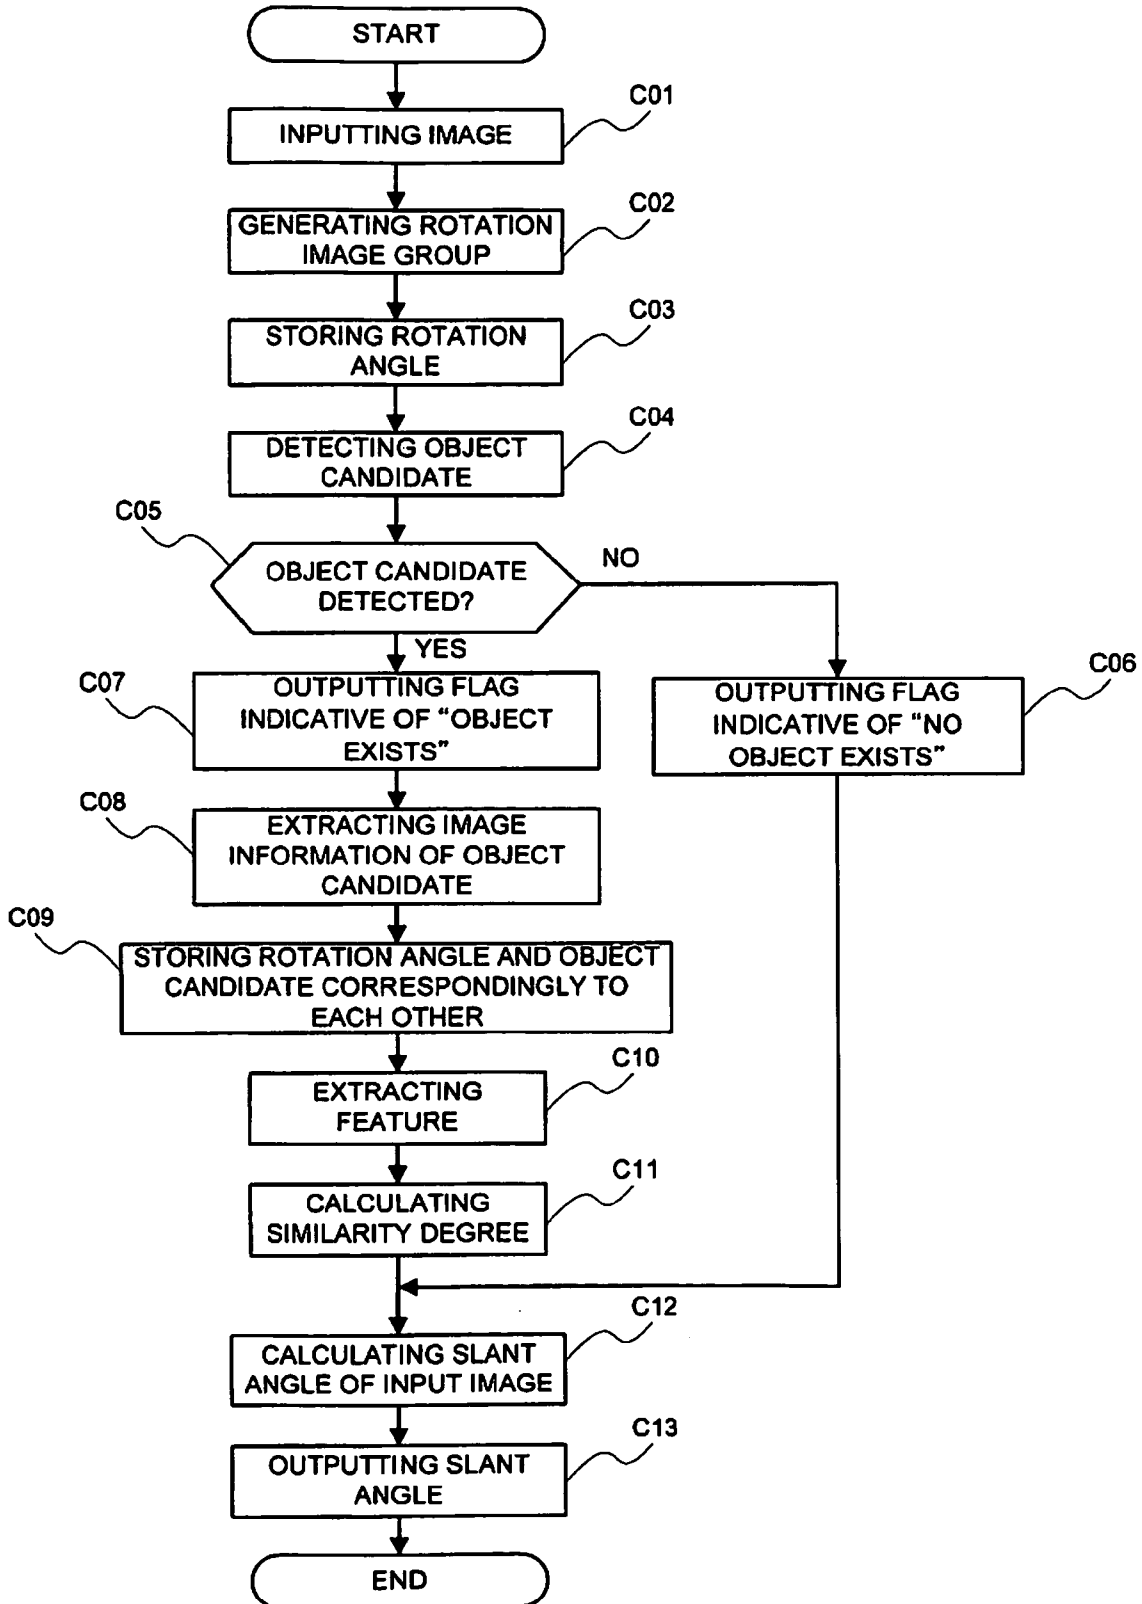 START
C01
INPUTTING IMAGE
C02
GENERATING ROTATION
IMAGE GROUP
C03
STORING ROTATION
ANGLE
C04
DETECTING OBJECT
CANDIDATE
C05
OBJECT CANDIDATE
DETECTED?
NO
YES
C07
OUTPUTTING FLAG
INDICATIVE OF “OBJECT
EXISTS”
C06
OUTPUTTING FLAG
INDICATIVE OF “NO
OBJECT EXISTS”
C08
EXTRACTING IMAGE
INFORMATION OF OBJECT
CANDIDATE
C09
STORING ROTATION ANGLE AND OBJECT
CANDIDATE CORRESPONDINGLY TO
EACH OTHER
C10
EXTRACTING
FEATURE
C11
CALCULATING
SIMILARITY DEGREE
C12
CALCULATING SLANT
ANGLE OF INPUT IMAGE
C13
OUTPUTTING SLANT
ANGLE
END